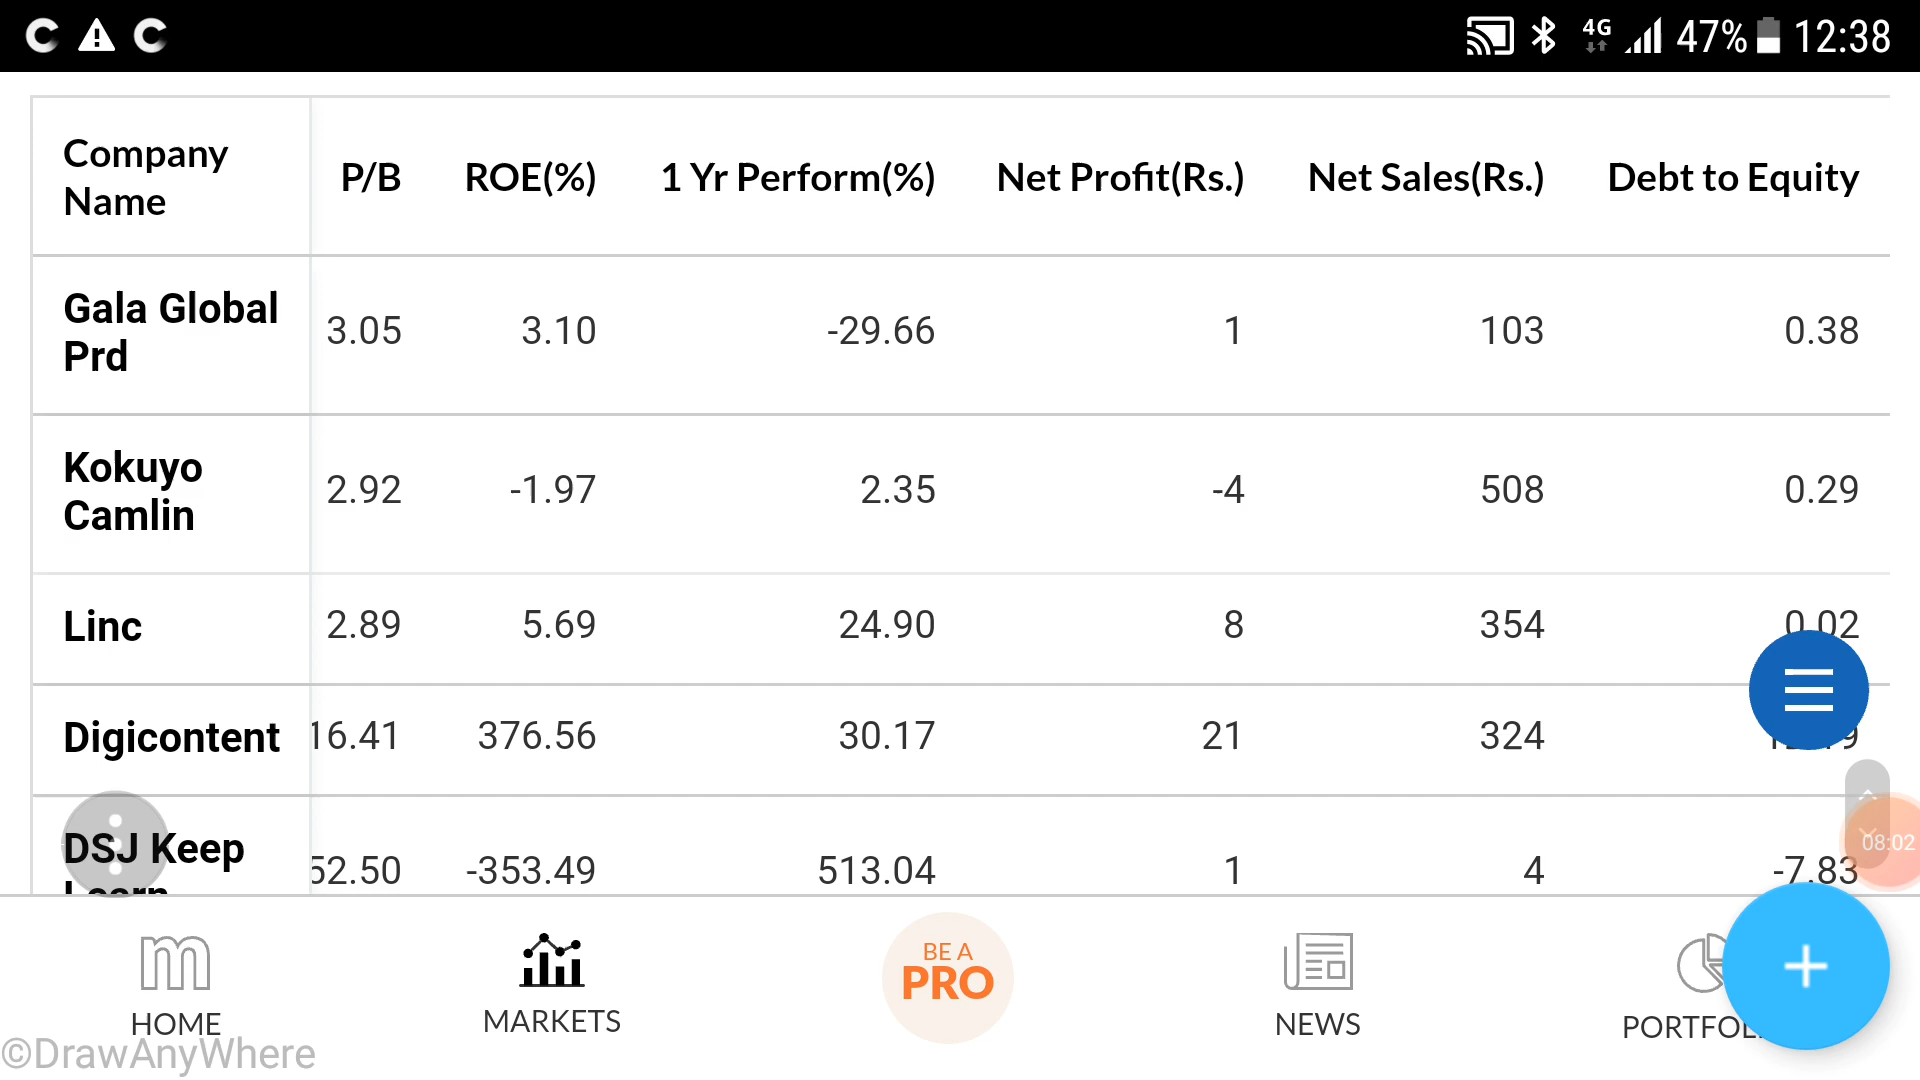 4G 47% 12:38
Company Name P/B ROE(%) 1 Yr Perform(%) Net Profit(Rs.) Net Sales(Rs.) Debt to Equity
Gala Global Prd 3.05 3.10 -29.66 1 103 0.38
Kokuyo Camlin 2.92 -1.97 2.35 -4 508 0.29
Linc 2.89 5.69 24.90 8 354 0.02
Digicontent 16.41 376.56 30.17 21 324
DSJ Keep 52.50 -353.49 513.04 1 4 -7.83
08:02
HOME MARKETS BE A PRO NEWS
©DrawAnyWhere